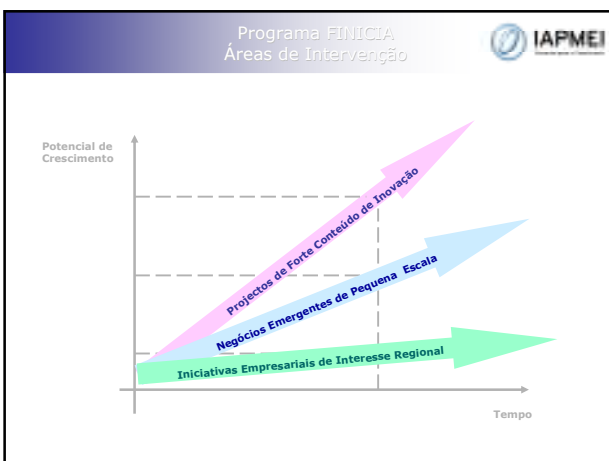 Programa FINICIA
Áreas de Intervenção
IAPMEI
Potencial de
Crescimento
Projectos de Forte Conteúdo de Inovação
Negócios Emergentes de Pequena Escala
Iniciativas Empresariais de Interesse Regional
Tempo